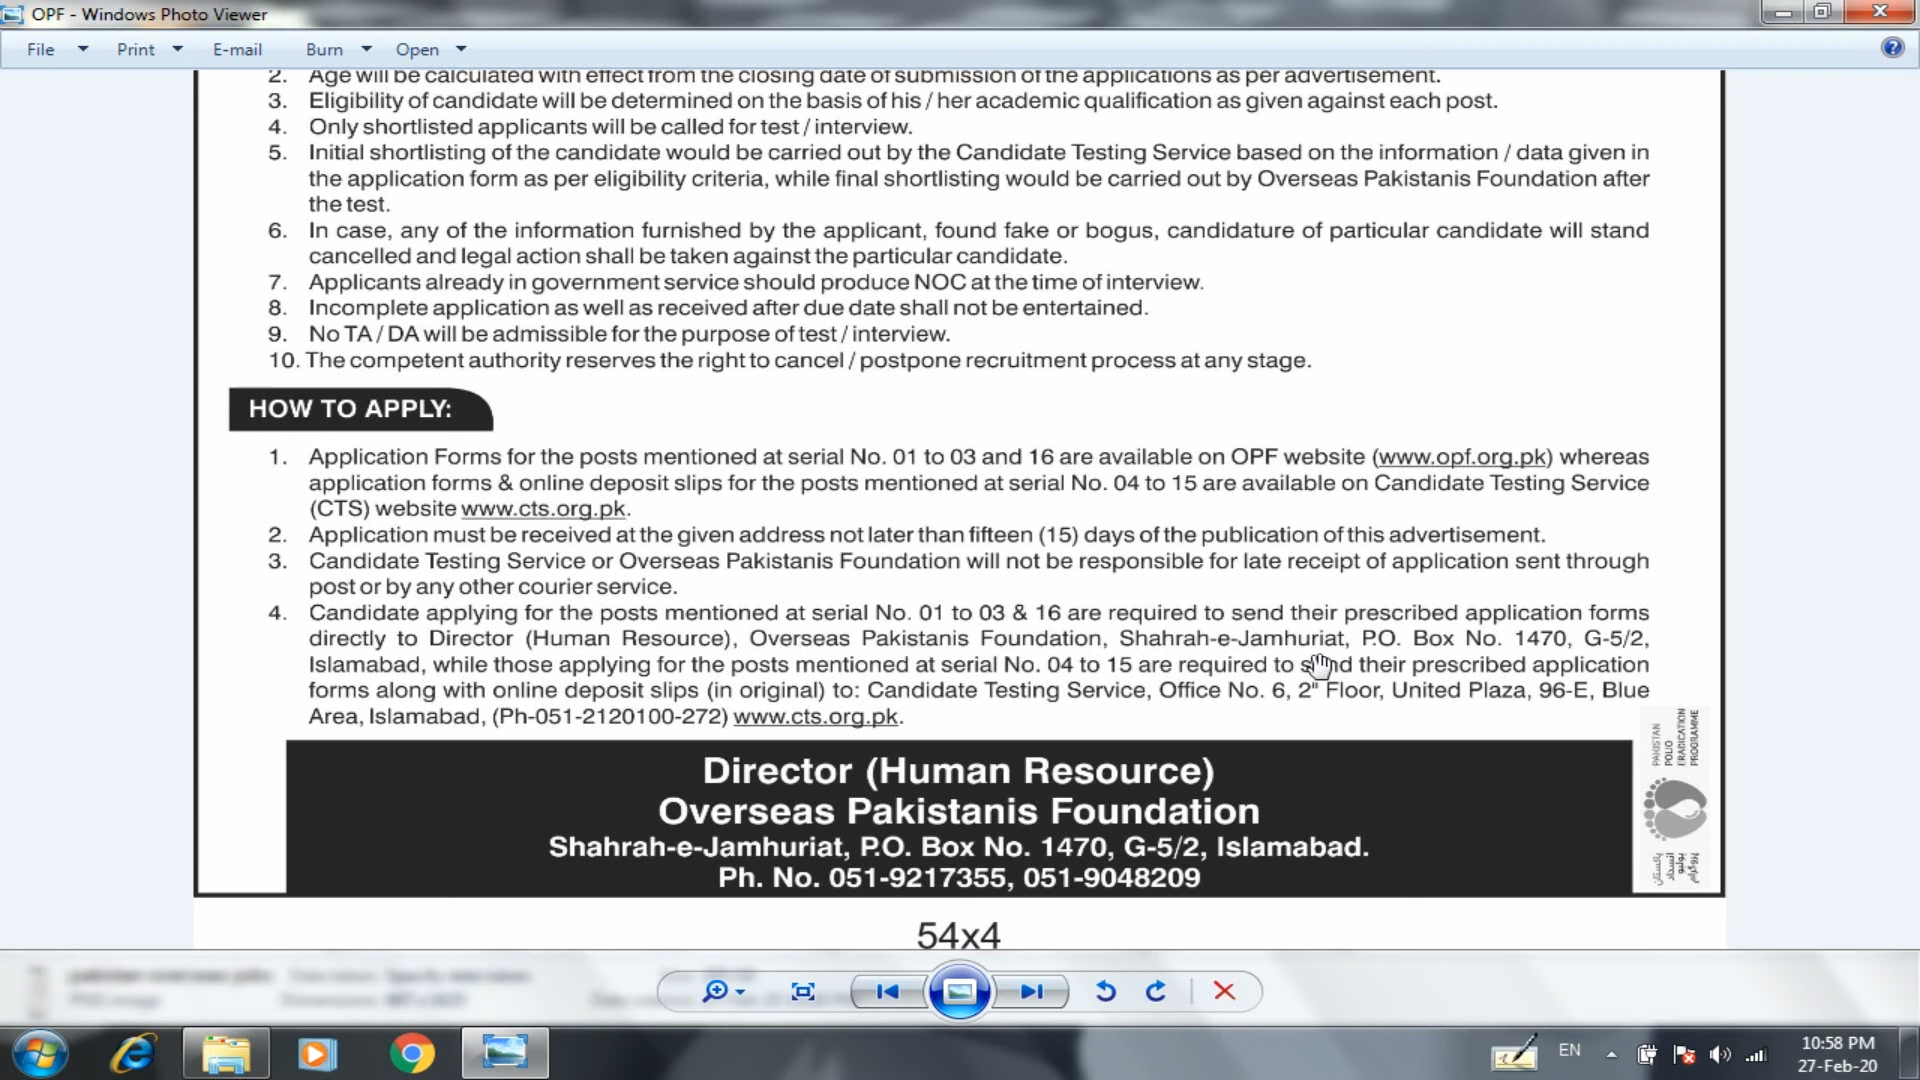 OPF - Windows Photo Viewer
File Print E-mail Burn Open
2. Age will be calculated with effect from the closing date of submission of the applications as per advertisement.
3. Eligibility of candidate will be determined on the basis of his / her academic qualification as given against each post.
4. Only shortlisted applicants will be called for test / interview.
5. Initial shortlisting of the candidate would be carried out by the Candidate Testing Service based on the information / data given in
the application form as per eligibility criteria, while final shortlisting would be carried out by Overseas Pakistanis Foundation after
the test.
6. In case, any of the information furnished by the applicant, found fake or bogus, candidature of particular candidate will stand
cancelled and legal action shall be taken against the particular candidate.
7. Applicants already in government service should produce NOC at the time of interview.
8. Incomplete application as well as received after due date shall not be entertained.
9. No TA / DA will be admissible for the purpose of test / interview.
10. The competent authority reserves the right to cancel / postpone recruitment process at any stage.
HOW TO APPLY:
1. Application Forms for the posts mentioned at serial No. 01 to 03 and 16 are available on OPF website (www.opf.org.pk) whereas
application forms & online deposit slips for the posts mentioned at serial No. 04 to 15 are available on Candidate Testing Service
(CTS) website www.cts.org.pk.
2. Application must be received at the given address not later than fifteen (15) days of the publication of this advertisement.
3. Candidate Testing Service or Overseas Pakistanis Foundation will not be responsible for late receipt of application sent through
post or by any other courier service.
4. Candidate applying for the posts mentioned at serial No. 01 to 03 & 16 are required to send their prescribed application forms
directly to Director (Human Resource), Overseas Pakistanis Foundation, Shahrah-e-Jamhuriat, P.O. Box No. 1470, G-5/2,
Islamabad, while those applying for the posts mentioned at serial No. 04 to 15 are required to send their prescribed application
forms along with online deposit slips (in original) to: Candidate Testing Service, Office No. 6, 2" Floor, United Plaza, 96-E, Blue
Area, Islamabad, (Ph-051-2120100-272) www.cts.org.pk.
PAKISTAN
POLIO
ERADICATION
PROGRAMME
پاکستان
انسداد
پولیو
پروگرام
Director (Human Resource)
Overseas Pakistanis Foundation
Shahrah-e-Jamhuriat, P.O. Box No. 1470, G-5/2, Islamabad.
Ph. No. 051-9217355, 051-9048209
54x4
EN
10:58 PM
27-Feb-20